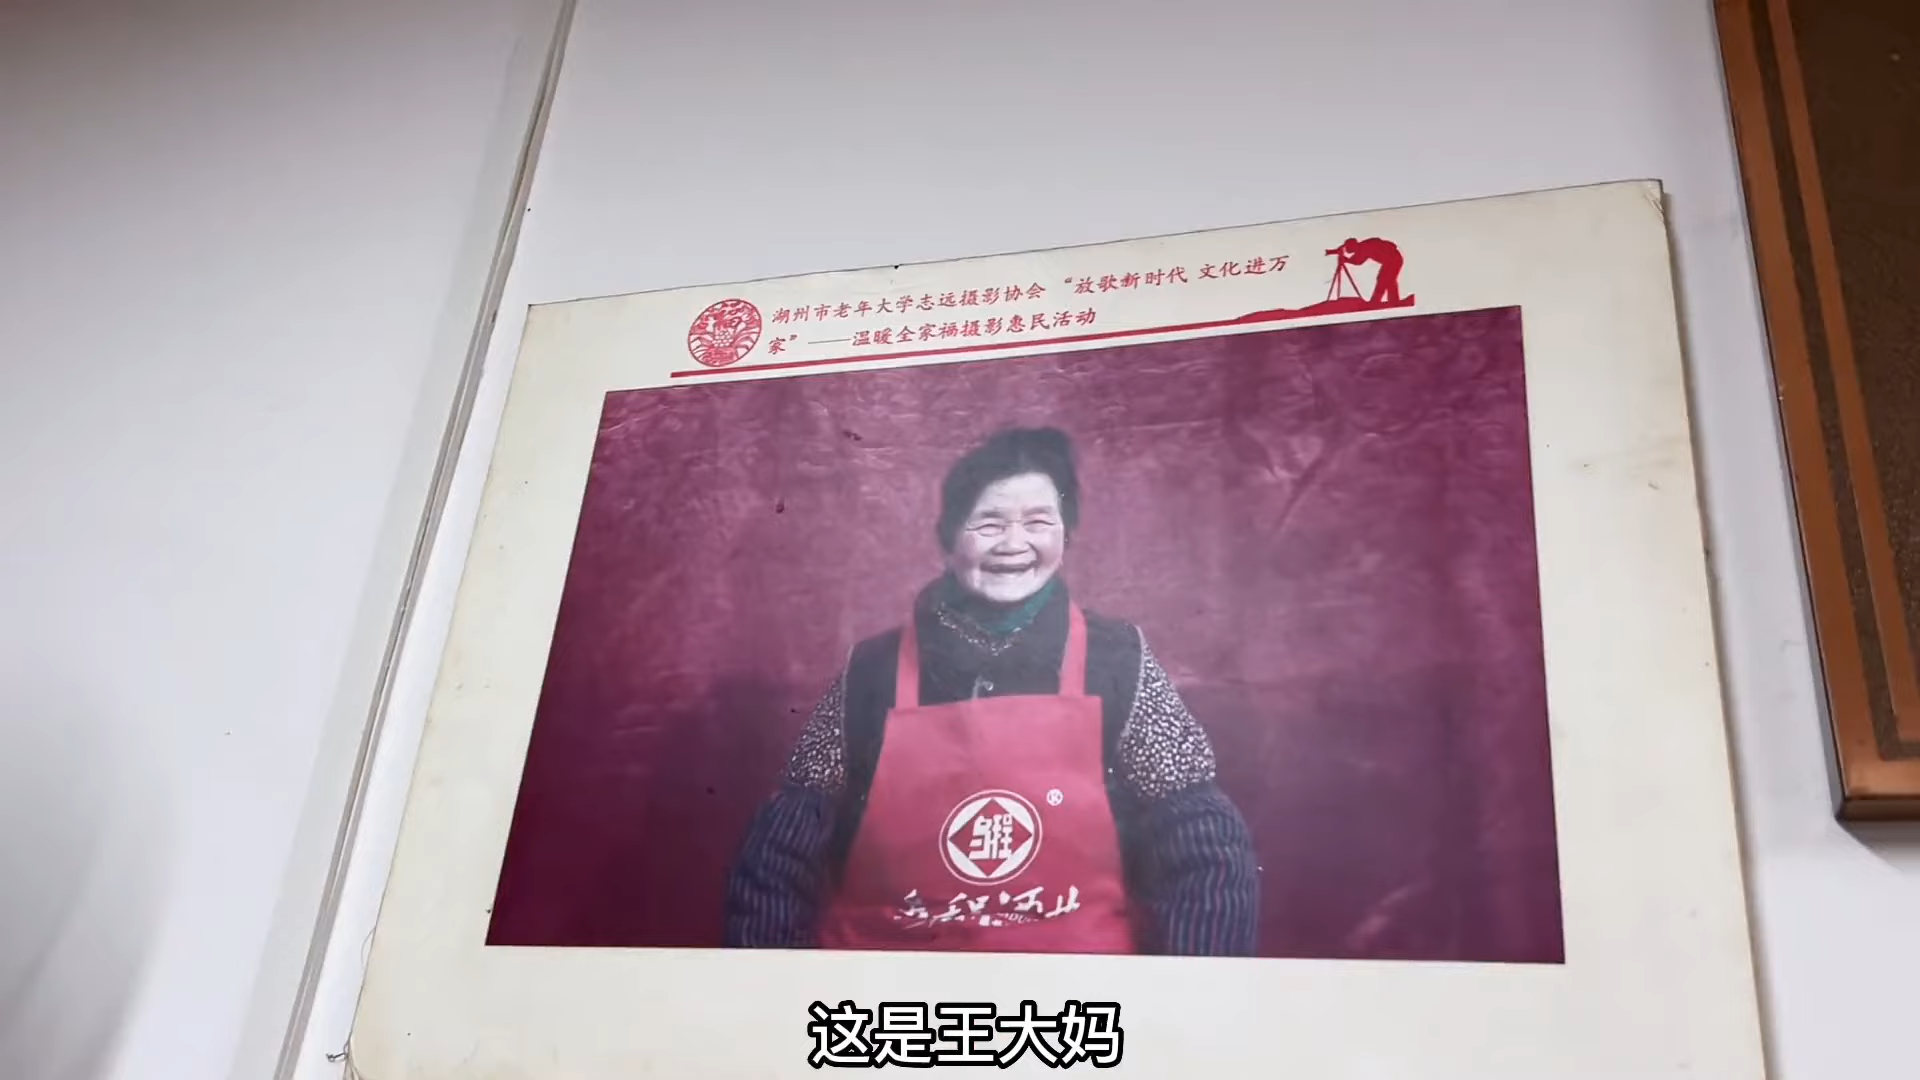 湖州市老年大学志远摄影协会 “放歌新时代 文化进万
家”——温暖全家福摄影惠民活动
®
这是王大妈